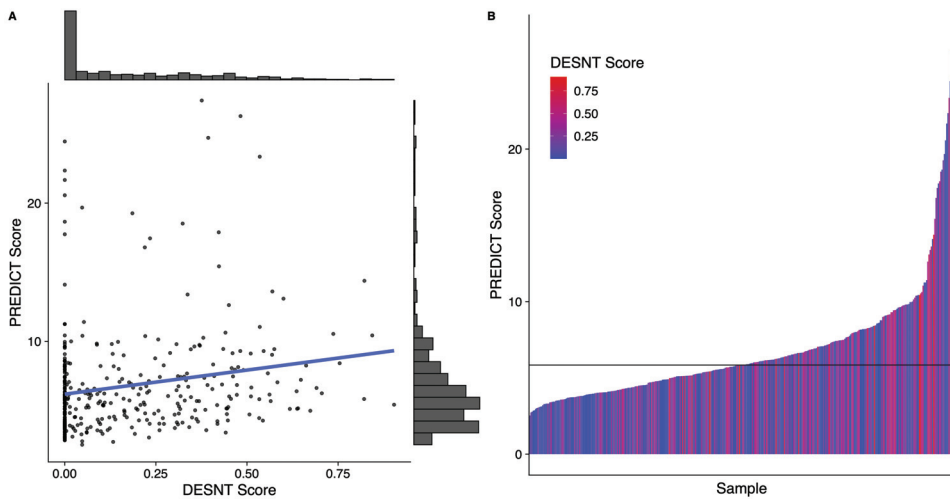 A
PREDICT Score
20
10
0.00 0.25 0.50 0.75
DESNT Score
B
DESNT Score
0.75
0.50
0.25
PREDICT Score
20
10
0
Sample